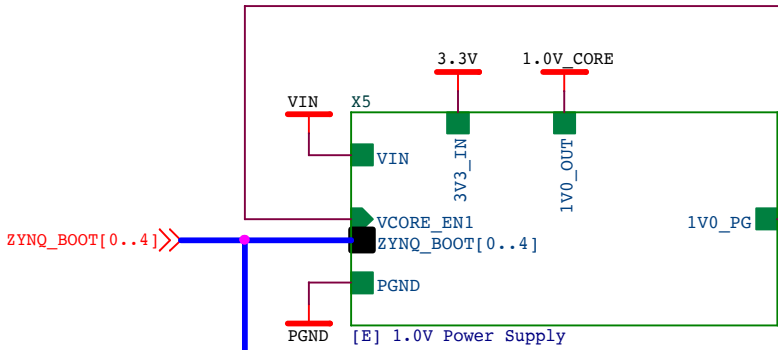 3.3V
1.0V_CORE
VIN
X5
VIN
3V3_IN
1V0_OUT
VCORE_EN1
1V0_PG
ZYNQ_BOOT[0..4]
ZYNQ_BOOT[0..4]
PGND
PGND
[E] 1.0V Power Supply